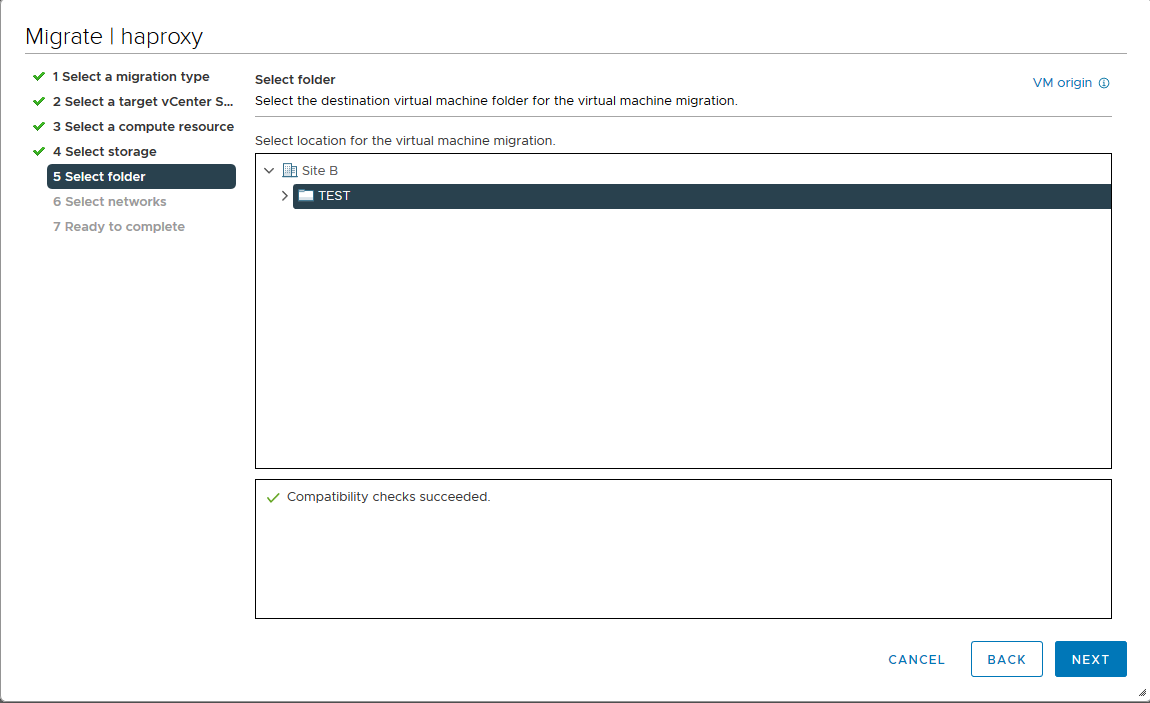 Migrate | haproxy
1 Select a migration type
2 Select a target vCenter S...
3 Select a compute resource
4 Select storage
5 Select folder
6 Select networks
7 Ready to complete
Select folder
VM origin
Select the destination virtual machine folder for the virtual machine migration.
Select location for the virtual machine migration.
Site B
TEST
Compatibility checks succeeded.
CANCEL
BACK
NEXT